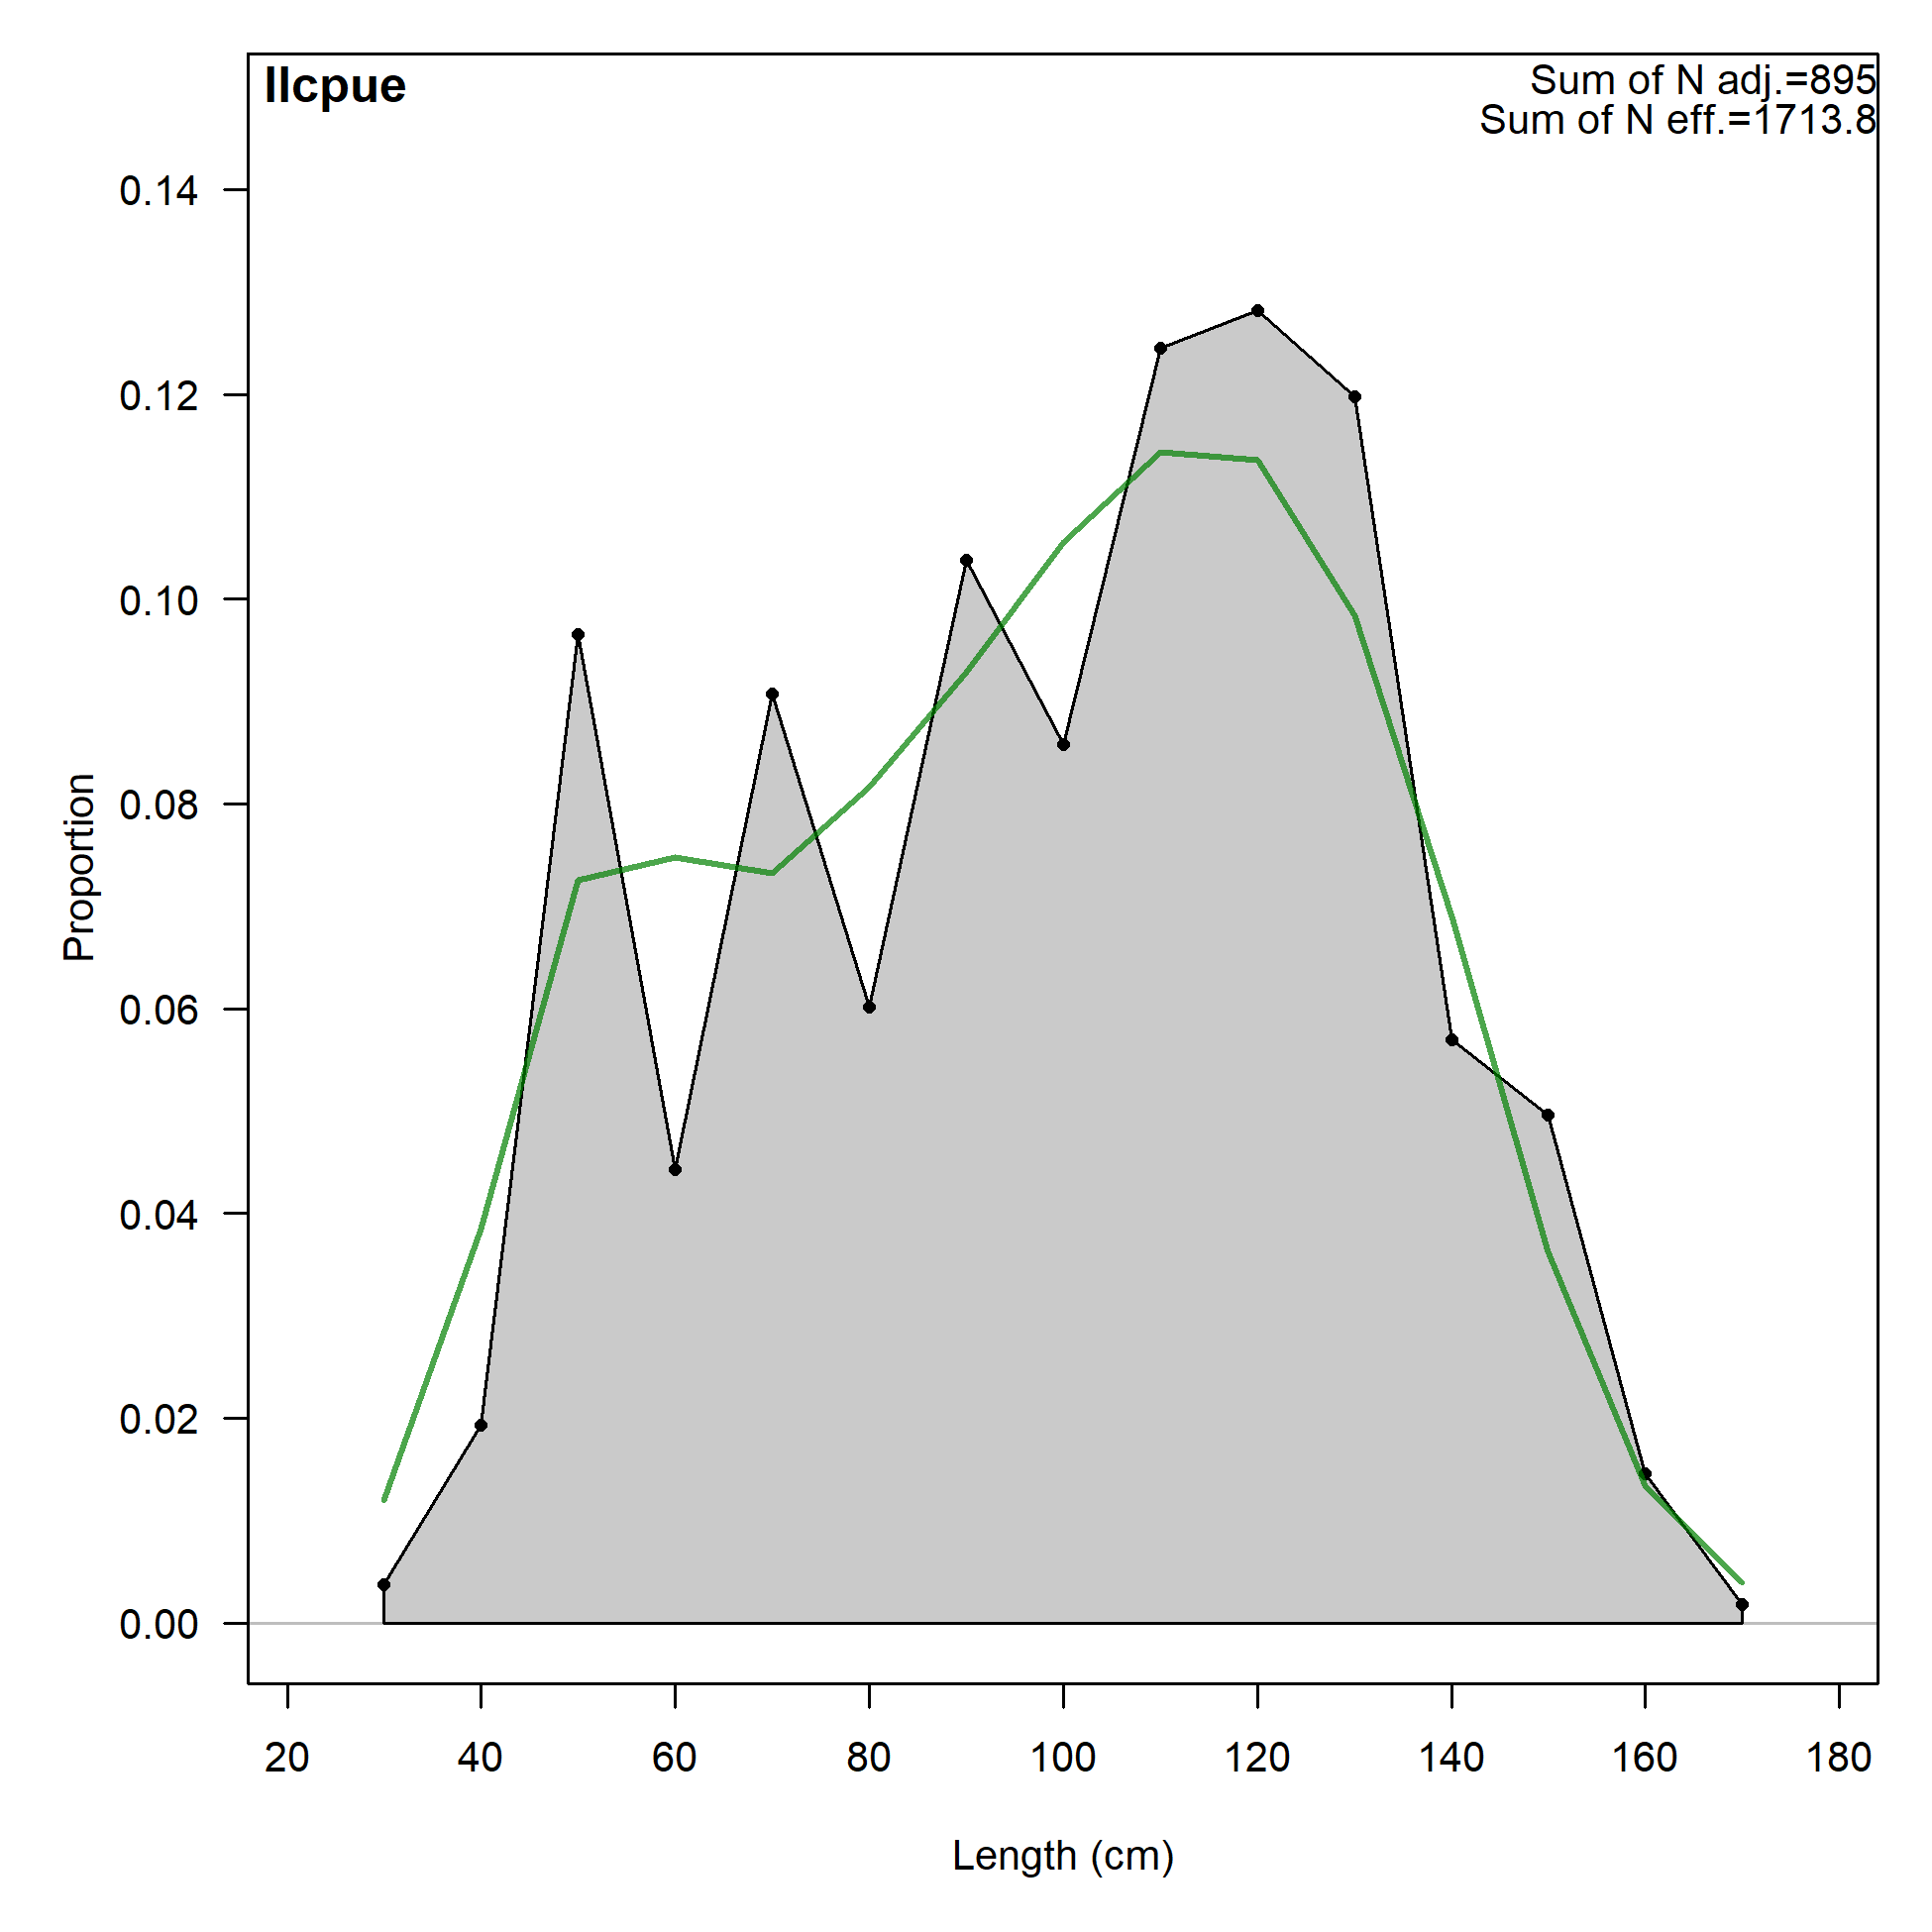 llcpue
Sum of N adj.=895
Sum of N eff.=1713.8
0.14
0.12
0.10
0.08
0.06
0.04
0.02
0.00
Proportion
20 40 60 80 100 120 140 160 180
Length (cm)